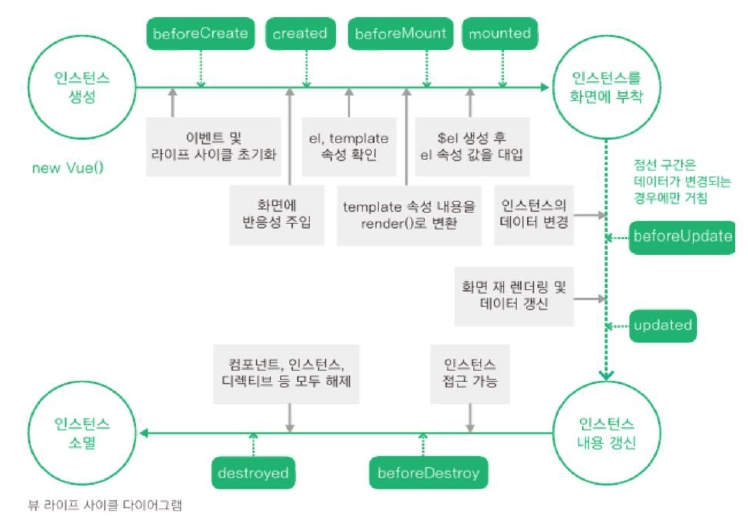 beforeCreate
created
beforeMount
mounted
인스턴스
생성
인스턴스를
화면에 부착
new Vue()
이벤트 및
라이프 사이클 초기화
el, template
속성 확인
$el 생성 후
el 속성 값을 대입
화면에
반응성 주입
template 속성 내용을
render()로 변환
인스턴스의
데이터 변경
점선 구간은
데이터가 변경되는
경우에만 거침
beforeUpdate
화면 재 렌더링 및
데이터 갱신
updated
컴포넌트, 인스턴스,
디렉티브 등 모두 해제
인스턴스
접근 가능
인스턴스
소멸
인스턴스
내용 갱신
destroyed
beforeDestroy
뷰 라이프 사이클 다이어그램